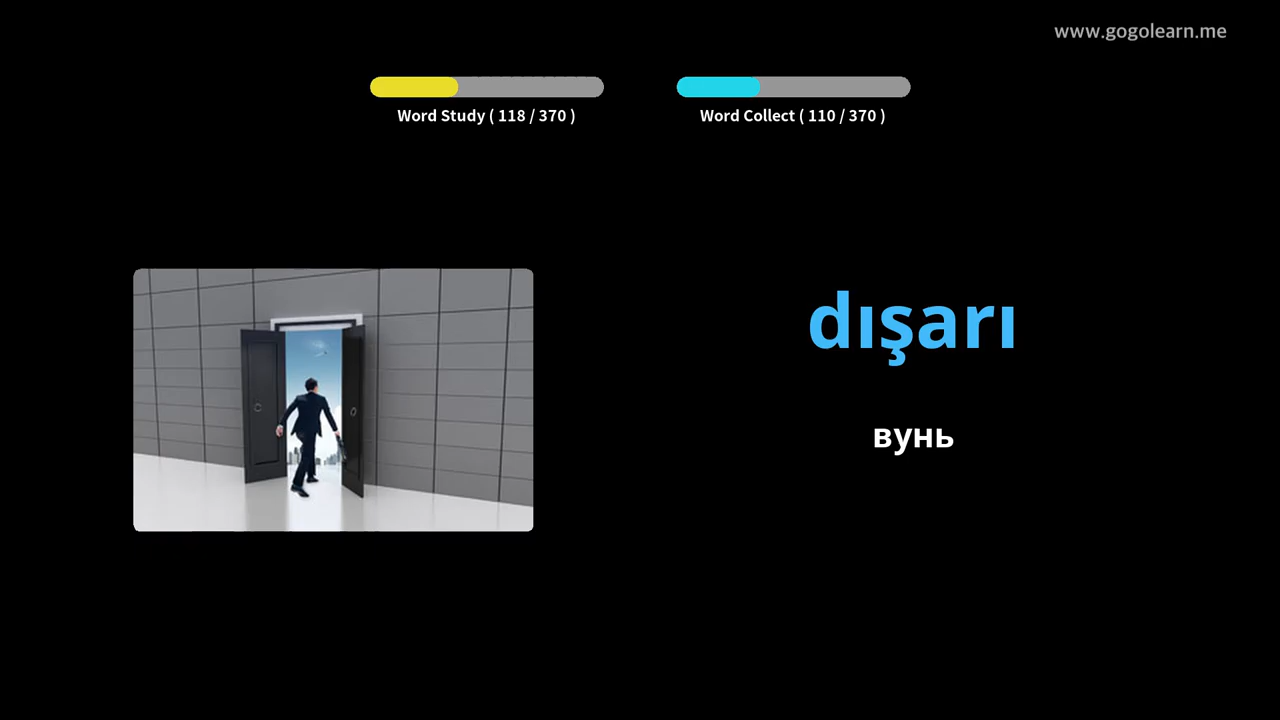 www.gogolearn.me
Word Study ( 118 / 370 )
Word Collect ( 110 / 370 )
dışarı
вунь